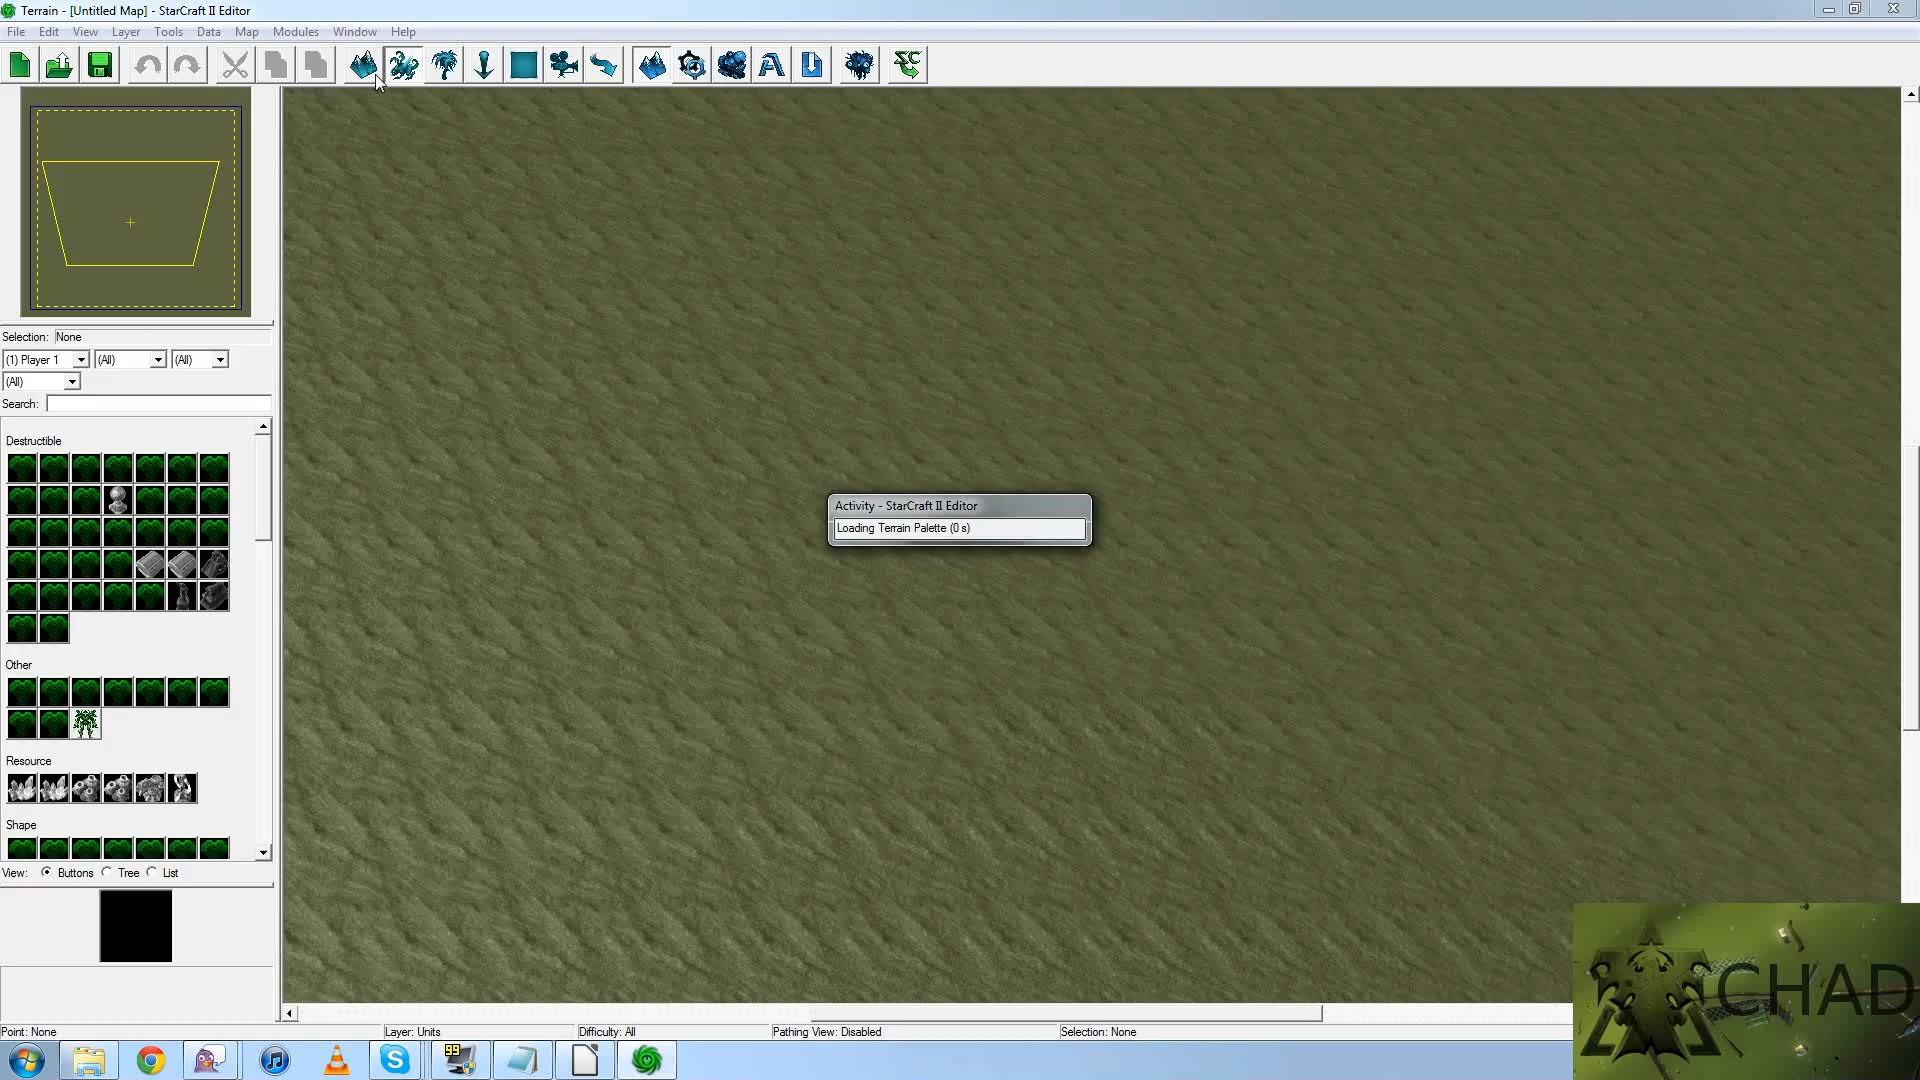 Terrain - [Untitled Map] - StarCraft II Editor
File Edit View Layer Tools Data Map Modules Window Help
Selection: None
(1) Player 1 (All) (All)
(All)
Search:
Destructible
Other
Resource
Shape
View: Buttons Tree List
Activity - StarCraft II Editor
Loading Terrain Palette (0 s)
Point: None Layer: Units Difficulty: All Pathing View: Disabled Selection: None
99
CHAD